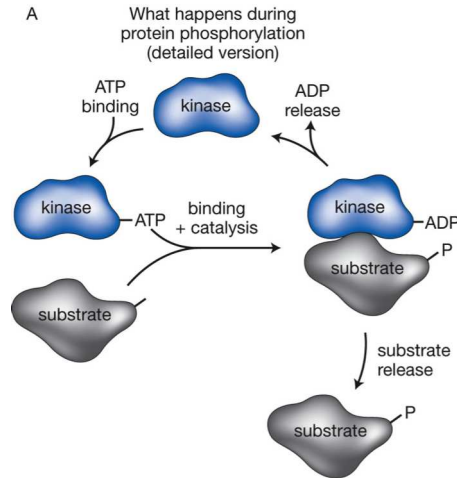 A
What happens during
protein phosphorylation
(detailed version)
ATP
binding
kinase
ADP
release
kinase
ATP
binding
+ catalysis
kinase
ADP
substrate
P
substrate
substrate
release
substrate
P